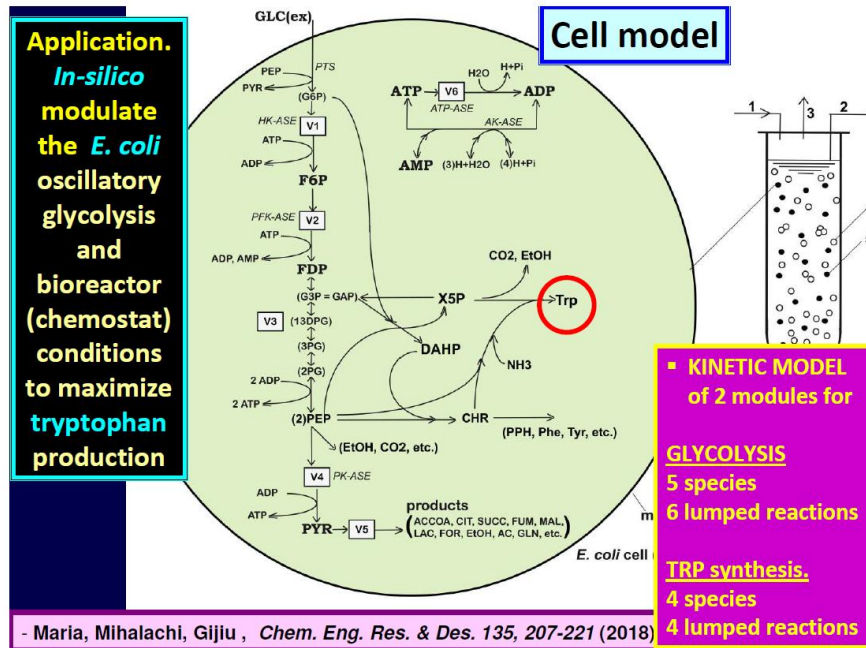 Application.
In-silico
modulate
the E. coli
oscillatory
glycolysis
and
bioreactor
(chemostat)
conditions
to maximize
tryptophan
production
Cell model
GLC(ex)
PEP
PTS
PYR
(G6P)
HK-ASE
V1
ATP
ADP
F6P
PFK-ASE
V2
ATP
ADP, AMP
FDP
(G3P = GAP)
V3
(13DPG)
(3PG)
(2PG)
2 ADP
2 ATP
(2)PEP
(EtOH, CO2, etc.)
V4
PK-ASE
ADP
ATP
PYR
V5
products
(ACCOA, CIT, SUCC, FUM, MAL,
LAC, FOR, EtOH, AC, GLN, etc.)
H2O
H+Pi
ATP
V6
ADP
ATP-ASE
AK-ASE
AMP
(3)H+H2O
(4)H+Pi
CO2, EtOH
X5P
Trp
DAHP
NH3
CHR
(PPH, Phe, Tyr, etc.)
1
3
2
m
E. coli cell (
▪ KINETIC MODEL
of 2 modules for
GLYCOLYSIS
5 species
6 lumped reactions
TRP synthesis.
4 species
4 lumped reactions
- Maria, Mihalachi, Gijiu , Chem. Eng. Res. & Des. 135, 207-221 (2018)